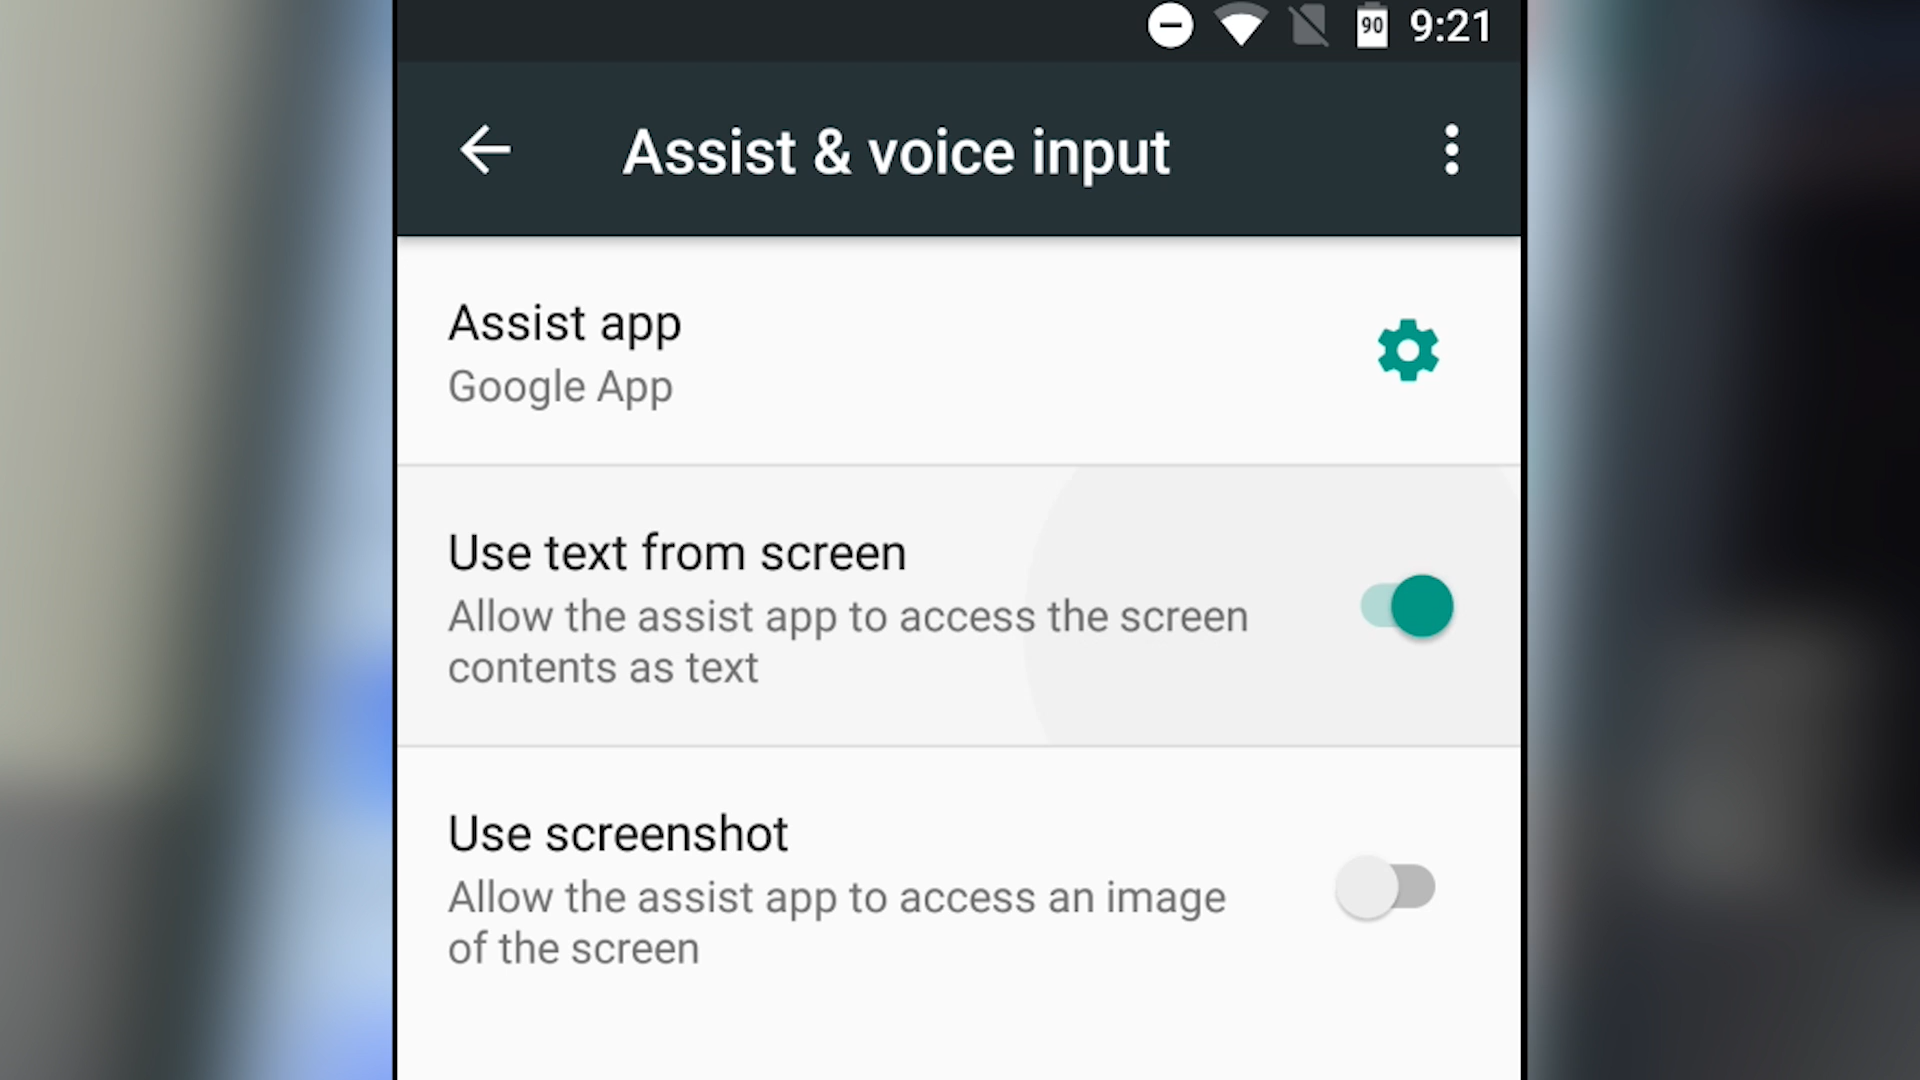 90 9:21
Assist & voice input
Assist app
Google App
Use text from screen
Allow the assist app to access the screen
contents as text
Use screenshot
Allow the assist app to access an image
of the screen